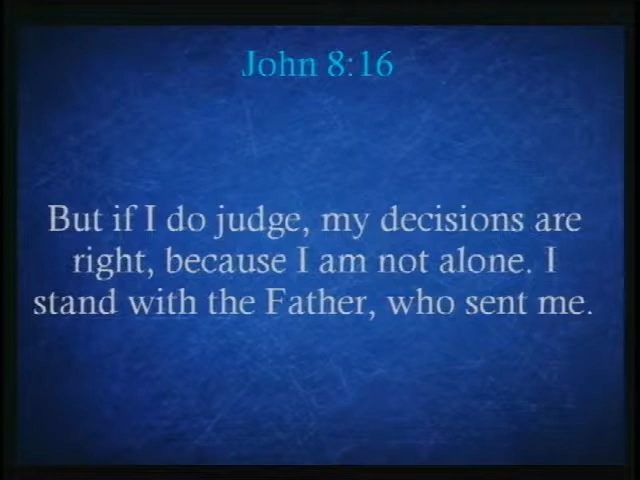 John 8:16
But if I do judge, my decisions are
right, because I am not alone. I
stand with the Father, who sent me.